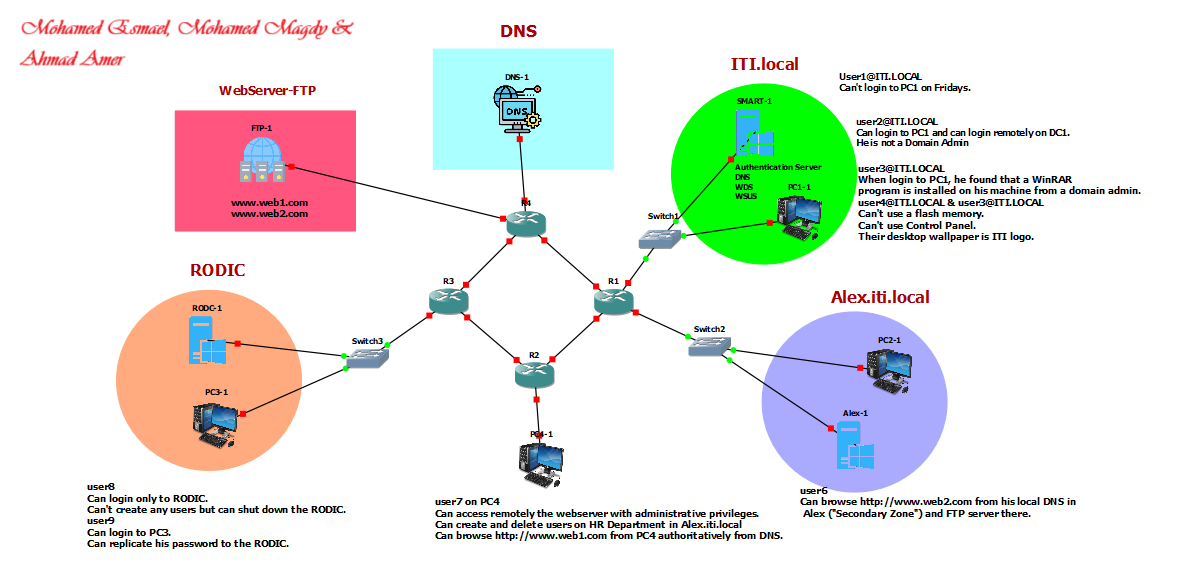 Mohamed Esmael, Mohamed Magdy &
Ahmad Amer
DNS
DNS-1
DNS
WebServer-FTP
FTP-1
www.web1.com
www.web2.com
ITI.local
SMART-1
Authentication Server
DNS
WDS
WSUS
PC1-1
User1@ITI.LOCAL
Can't login to PC1 on Fridays.
user2@ITI.LOCAL
Can login to PC1 and can login remotely on DC1.
He is not a Domain Admin
user3@ITI.LOCAL
When login to PC1, he found that a WinRAR
program is installed on his machine from a domain admin.
user4@ITI.LOCAL & user3@ITI.LOCAL
Can't use a flash memory.
Can't use Control Panel.
Their desktop wallpaper is ITI logo.
R4
Switch1
R3
R1
RODIC
RODC-1
Switch3
PC3-1
R2
PC4-1
Switch2
Alex.iti.local
PC2-1
Alex-1
user8
Can login only to RODIC.
Can't create any users but can shut down the RODIC.
user9
Can login to PC3.
Can replicate his password to the RODIC.
user7 on PC4
Can access remotely the webserver with administrative privileges.
Can create and delete users on HR Department in Alex.iti.local
Can browse http://www.web1.com from PC4 authoritatively from DNS.
user6
Can browse http://www.web2.com from his local DNS in
Alex ("Secondary Zone") and FTP server there.